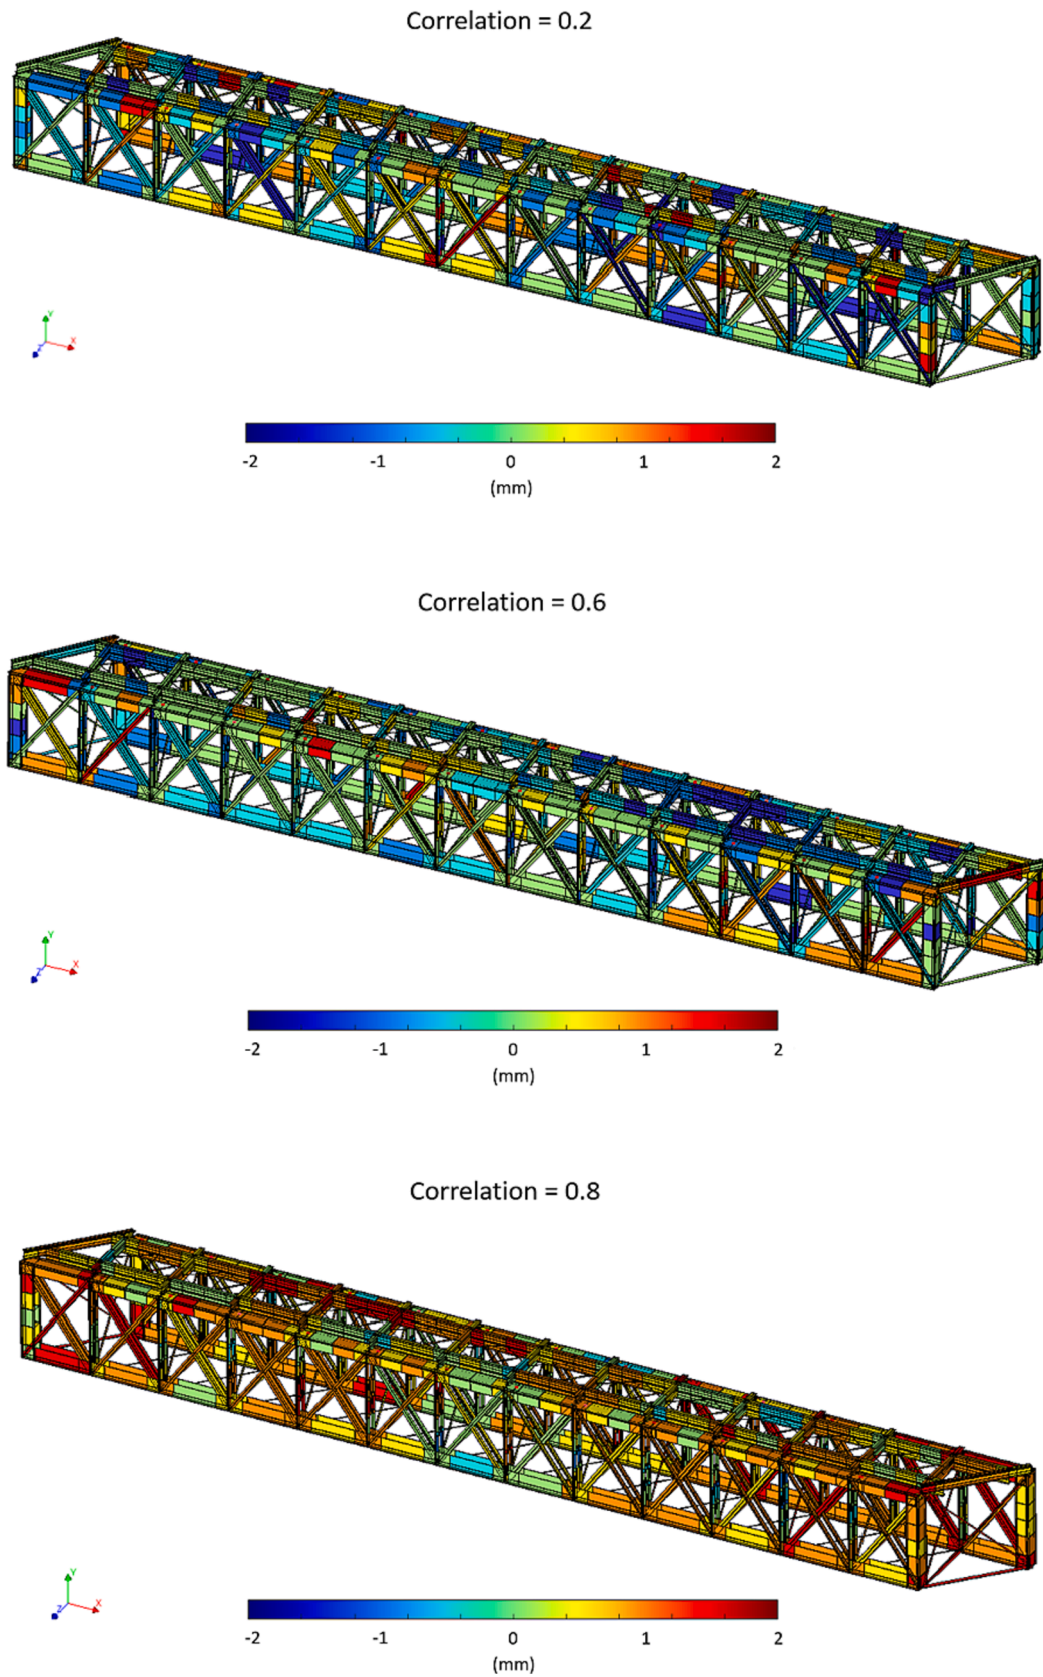 Correlation = 0.2
Y
X
Z
-2 -1 0 1 2
(mm)
Correlation = 0.6
Y
X
Z
-2 -1 0 1 2
(mm)
Correlation = 0.8
Y
X
Z
-2 -1 0 1 2
(mm)